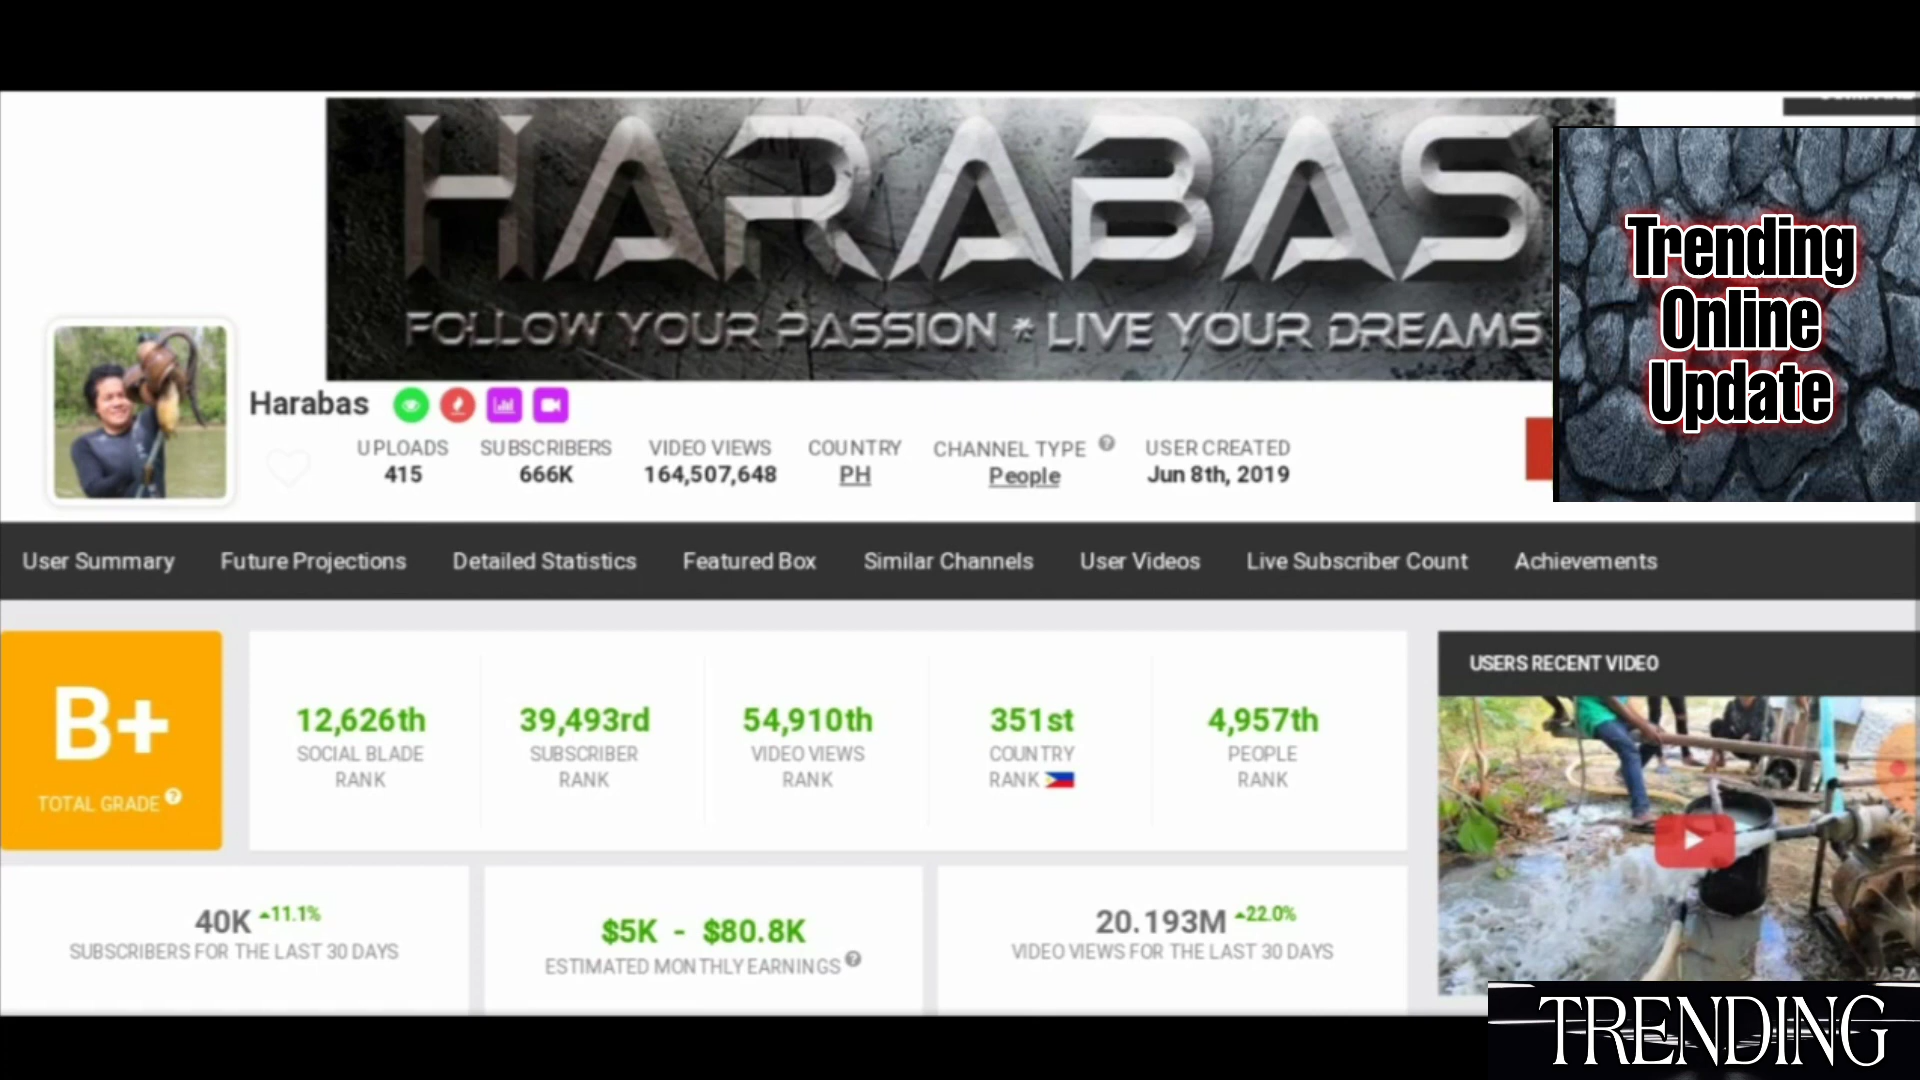 HARABAS
FOLLOW YOUR PASSION * LIVE YOUR DREAMS
Trending
Online
Update
Harabas
UPLOADS
415
SUBSCRIBERS
666K
VIDEO VIEWS
164,507,648
COUNTRY
PH
CHANNEL TYPE ?
People
USER CREATED
Jun 8th, 2019
User Summary Future Projections Detailed Statistics Featured Box Similar Channels User Videos Live Subscriber Count Achievements
B+
TOTAL GRADE ?
12,626th
SOCIAL BLADE
RANK
39,493rd
SUBSCRIBER
RANK
54,910th
VIDEO VIEWS
RANK
351st
COUNTRY
RANK
4,957th
PEOPLE
RANK
USERS RECENT VIDEO
40K 11.1%
SUBSCRIBERS FOR THE LAST 30 DAYS
$5K - $80.8K
ESTIMATED MONTHLY EARNINGS ?
20.193M 22.0%
VIDEO VIEWS FOR THE LAST 30 DAYS
TRENDING